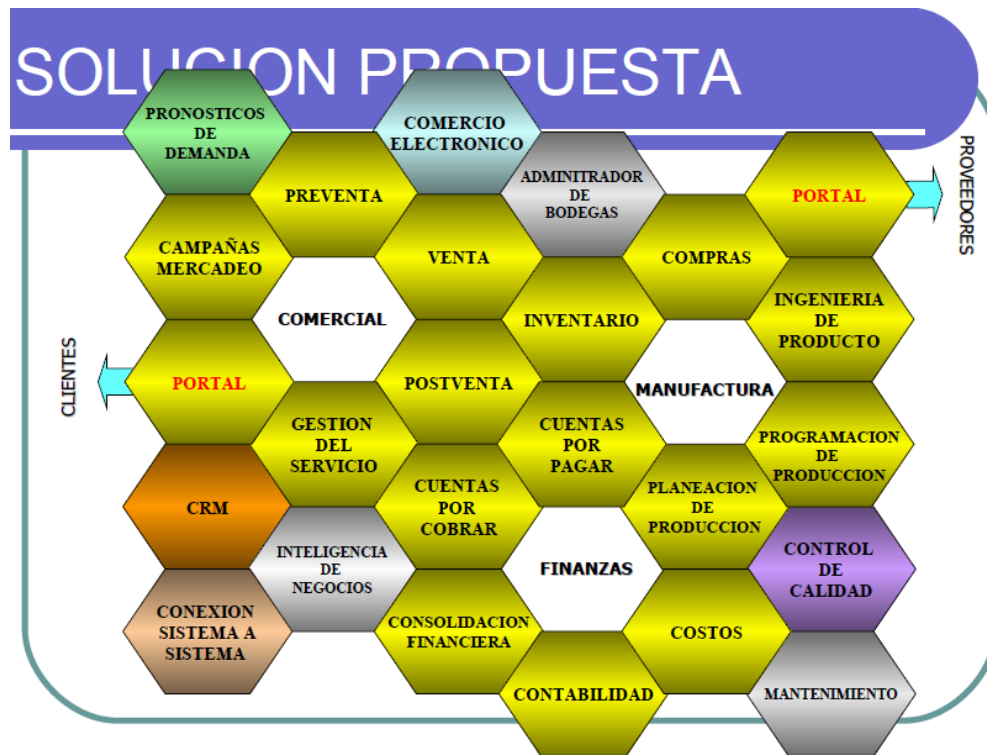 SOLUCION PROPUESTA
PRONOSTICOS
DE
DEMANDA
COMERCIO
ELECTRONICO
PREVENTA
ADMINITRADOR
DE
BODEGAS
PORTAL
PROVEEDORES
CAMPAÑAS
MERCADEO
VENTA
COMPRAS
COMERCIAL
INVENTARIO
INGENIERIA
DE
PRODUCTO
CLIENTES
PORTAL
POSTVENTA
MANUFACTURA
GESTION
DEL
SERVICIO
CUENTAS
POR
PAGAR
PROGRAMACION
DE
PRODUCCION
CRM
CUENTAS
POR
COBRAR
PLANEACION
DE
PRODUCCION
INTELIGENCIA
DE
NEGOCIOS
FINANZAS
CONTROL
DE
CALIDAD
CONEXION
SISTEMA A
SISTEMA
CONSOLIDACION
FINANCIERA
COSTOS
CONTABILIDAD
MANTENIMIENTO